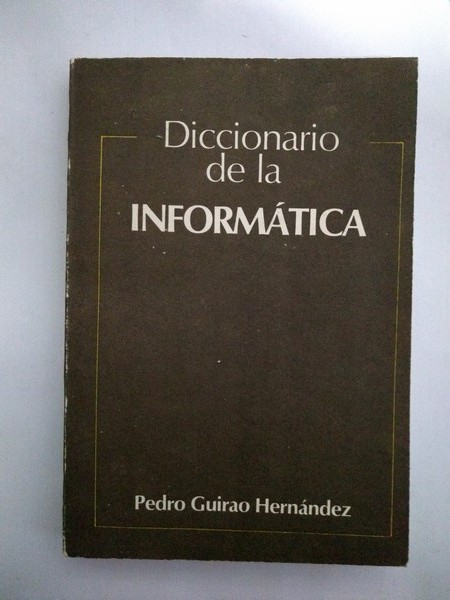 Diccionario
de la
INFORMÁTICA
Pedro Guirao Hernández